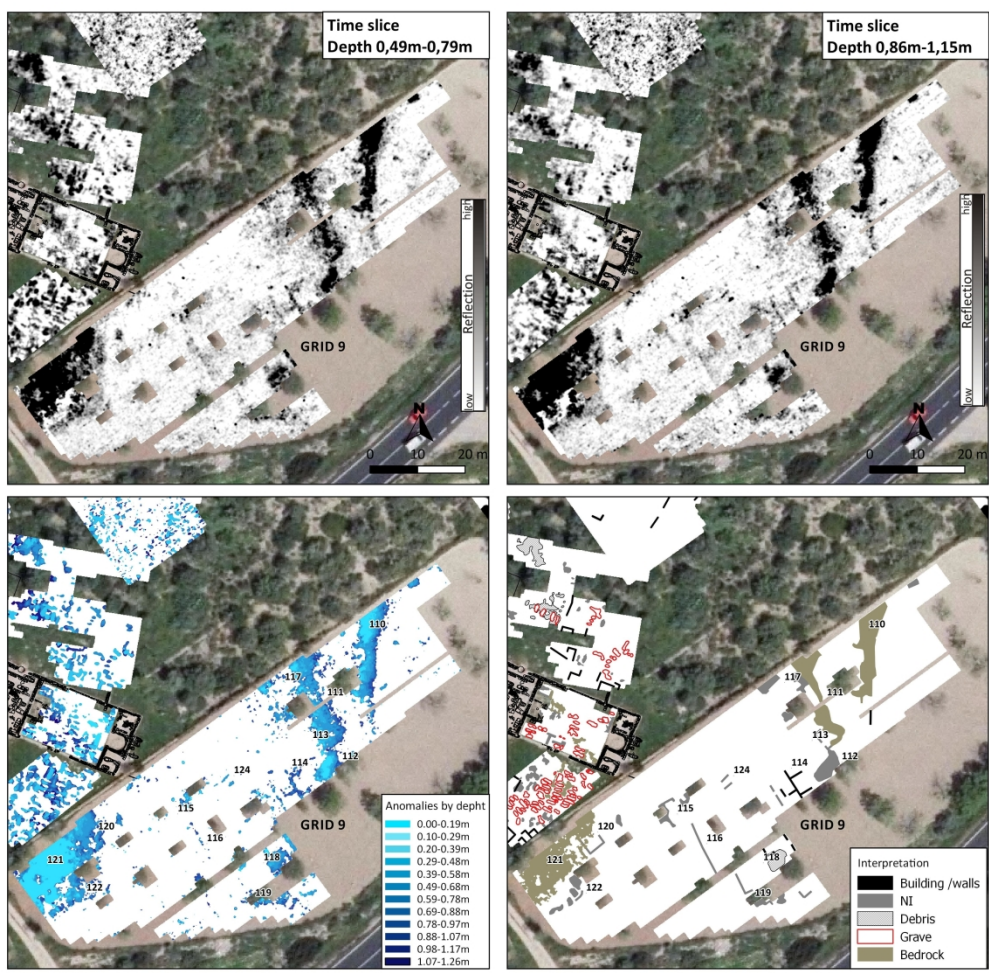 Time slice
Depth 0,49m-0,79m
high
Reflection
low
GRID 9
N
0 10 20 m
Time slice
Depth 0,86m-1,15m
high
Reflection
low
GRID 9
N
0 10 20 m
110
117
111
113
112
114
124
115
120
116
GRID 9
121
118
122
119
Anomalies by depht
0.00-0.19m
0.10-0.29m
0.20-0.39m
0.29-0.48m
0.39-0.58m
0.49-0.68m
0.59-0.78m
0.69-0.88m
0.78-0.97m
0.88-1.07m
0.98-1.17m
1.07-1.26m
110
117
111
113
112
114
124
115
120
116
GRID 9
121
118
122
119
Interpretation
Building /walls
NI
Debris
Grave
Bedrock